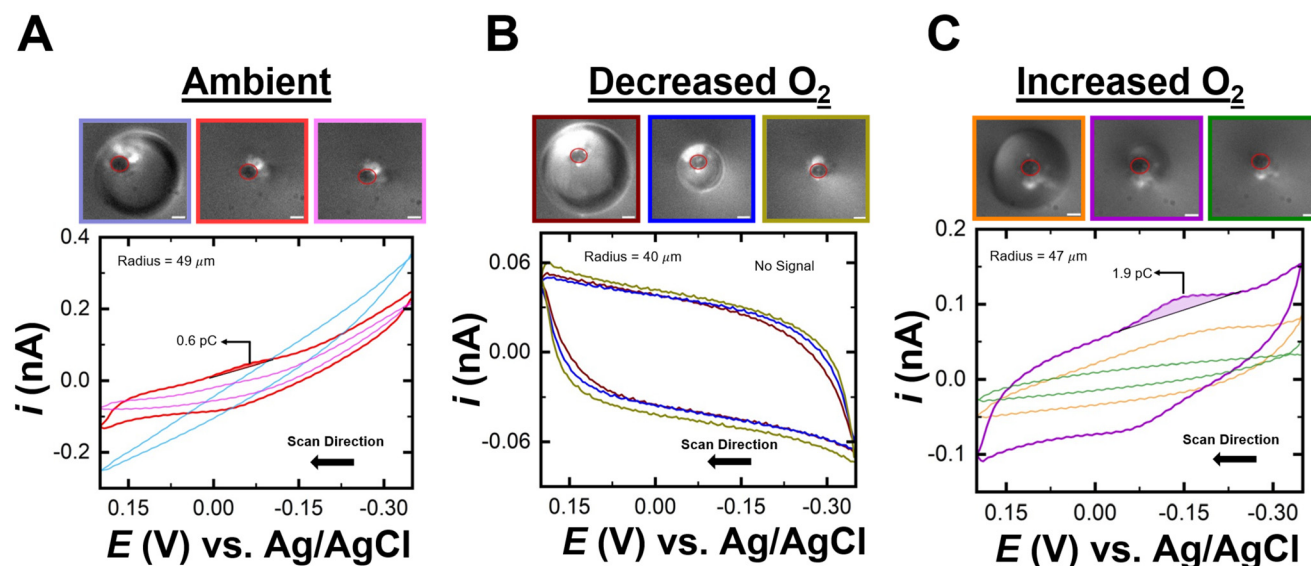 A
B
C
Ambient
Decreased O₂
Increased O₂
0.4
0.2
0.0
-0.2
i (nA)
Radius = 49 μm
0.6 pC
Scan Direction
0.15
0.00
-0.15
-0.30
E (V) vs. Ag/AgCl
0.06
0.00
-0.06
i (nA)
Radius = 40 μm
No Signal
Scan Direction
0.15
0.00
-0.15
-0.30
E (V) vs. Ag/AgCl
0.2
0.1
0.0
-0.1
i (nA)
Radius = 47 μm
1.9 pC
Scan Direction
0.15
0.00
-0.15
-0.30
E (V) vs. Ag/AgCl